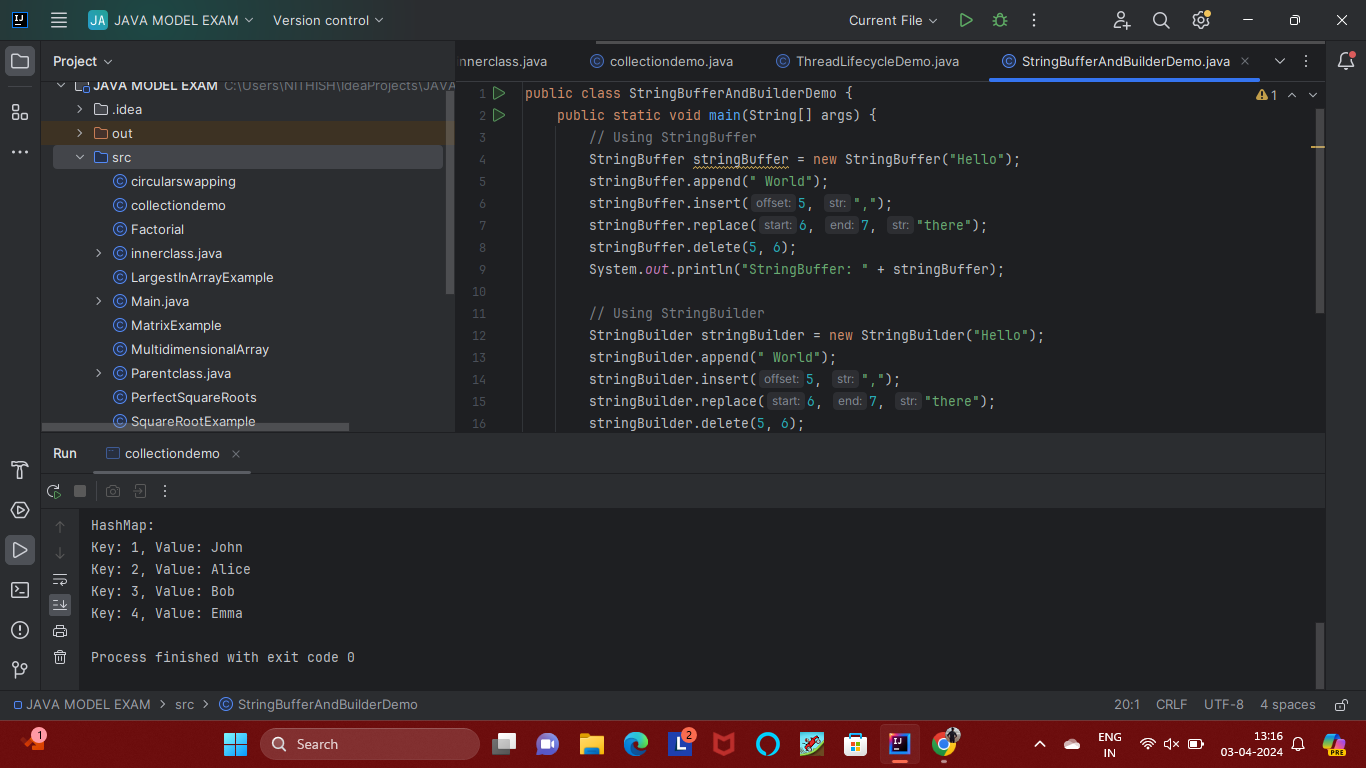 JA JAVA MODEL EXAM Version control Current File
Project
JAVA MODEL EXAM C:\Users\NITHISH\IdeaProjects\JAVA
.idea
out
src
circularswapping
collectiondemo
Factorial
innerclass.java
LargestInArrayExample
Main.java
MatrixExample
MultidimensionalArray
Parentclass.java
PerfectSquareRoots
SquareRootExample
nnerclass.java collectiondemo.java ThreadLifecycleDemo.java StringBufferAndBuilderDemo.java
1 public class StringBufferAndBuilderDemo { 1
2 public static void main(String[] args) {
3 // Using StringBuffer
4 StringBuffer stringBuffer = new StringBuffer("Hello");
5 stringBuffer.append(" World");
6 stringBuffer.insert( offset: 5, str: ",");
7 stringBuffer.replace( start: 6, end: 7, str: "there");
8 stringBuffer.delete(5, 6);
9 System.out.println("StringBuffer: " + stringBuffer);
10
11 // Using StringBuilder
12 StringBuilder stringBuilder = new StringBuilder("Hello");
13 stringBuilder.append(" World");
14 stringBuilder.insert( offset: 5, str: ",");
15 stringBuilder.replace( start: 6, end: 7, str: "there");
16 stringBuilder.delete(5, 6);
Run collectiondemo
HashMap:
Key: 1, Value: John
Key: 2, Value: Alice
Key: 3, Value: Bob
Key: 4, Value: Emma
Process finished with exit code 0
JAVA MODEL EXAM > src > StringBufferAndBuilderDemo 20:1 CRLF UTF-8 4 spaces
1 Search L 2 ENG IN 13:16 03-04-2024 PRE